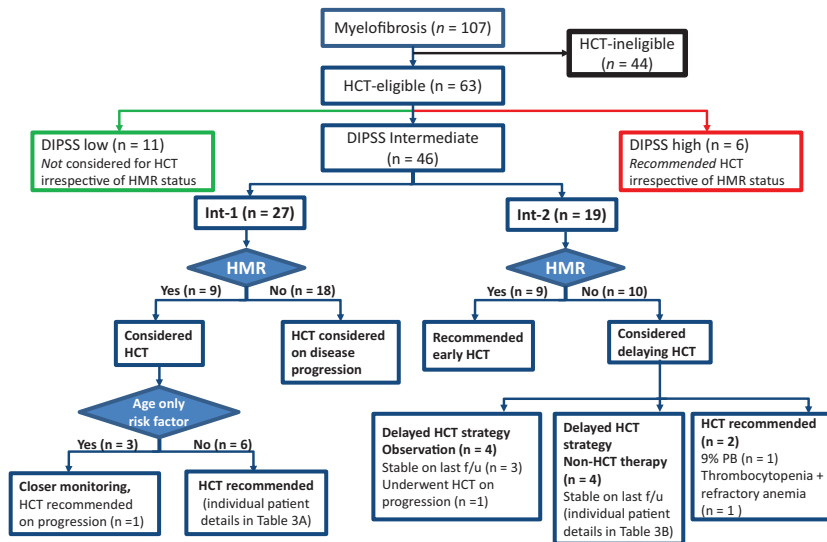 Myelofibrosis (n = 107)
HCT-ineligible
(n = 44)
HCT-eligible (n = 63)
DIPSS low (n = 11)
Not considered for HCT
irrespective of HMR status
DIPSS Intermediate
(n = 46)
DIPSS high (n = 6)
Recommended HCT
irrespective of HMR status
Int-1 (n = 27)
Int-2 (n = 19)
HMR
HMR
Yes (n = 9)
No (n = 18)
Yes (n = 9)
No (n = 10)
Considered
HCT
HCT considered
on disease
progression
Recommended
early HCT
Considered
delaying HCT
Age only
risk factor
Yes (n = 3)
No (n = 6)
Closer monitoring,
HCT recommended
on progression (n =1)
HCT recommended
(individual patient
details in Table 3A)
Delayed HCT strategy
Observation (n = 4)
Stable on last f/u (n = 3)
Underwent HCT on
progression (n =1)
Delayed HCT
strategy
Non-HCT therapy
(n = 4)
Stable on last f/u
(individual patient
details in Table 3B)
HCT recommended
(n = 2)
9% PB (n = 1)
Thrombocytopenia +
refractory anemia
(n = 1 )